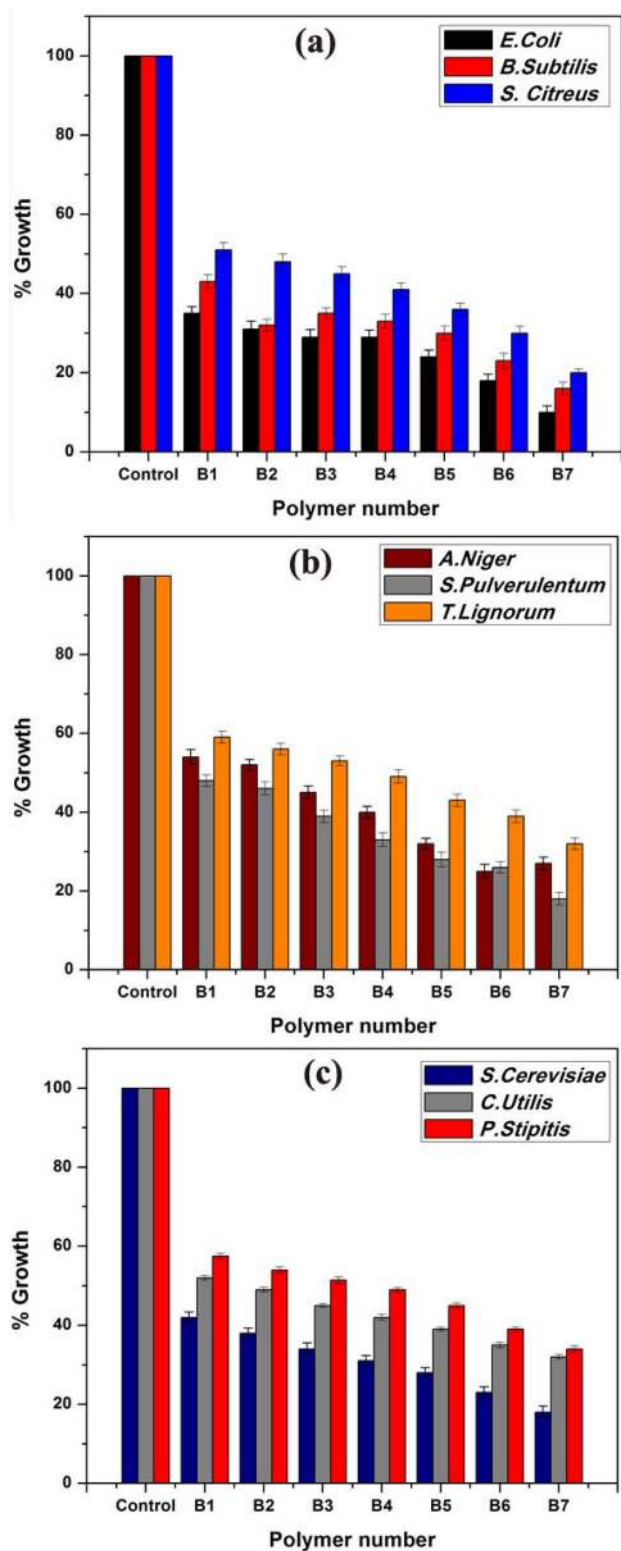 (a)
E.Coli
B.Subtilis
S. Citreus
100
80
60
40
20
0
% Growth
Control B1 B2 B3 B4 B5 B6 B7
Polymer number
(b)
A.Niger
S.Pulverulentum
T.Lignorum
100
80
60
40
20
0
% Growth
Control B1 B2 B3 B4 B5 B6 B7
Polymer number
(c)
S.Cerevisiae
C.Utilis
P.Stipitis
100
80
60
40
20
0
% Growth
Control B1 B2 B3 B4 B5 B6 B7
Polymer number